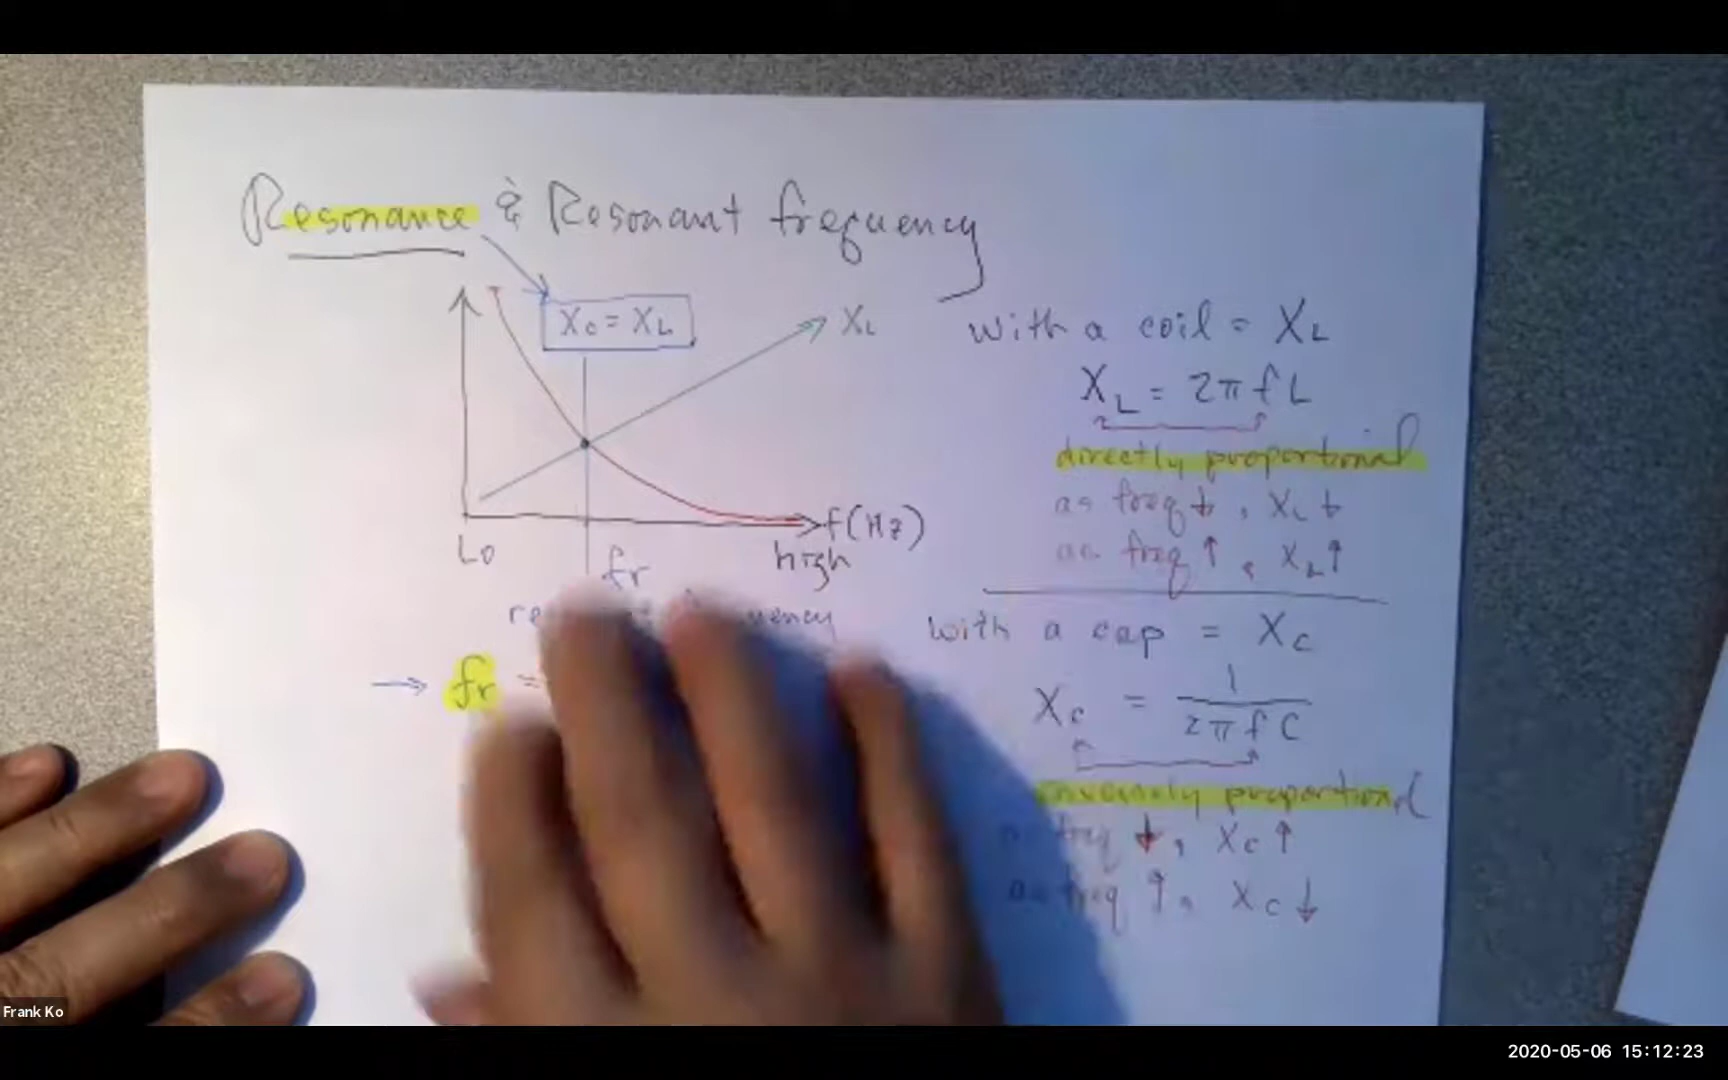 Resonance & Resonant frequency
Xc = XL
XL
f(Hz)
Lo
high
fr
→ fr =
with a coil = XL
XL = 2πfL
directly proportional
as freq ↓, XL ↓
as freq ↑, XL ↑
with a cap = Xc
Xc = 1/2πfC
proportional
freq ↓, Xc ↑
as freq ↑, Xc ↓
Frank Ko
2020-05-06 15:12:23